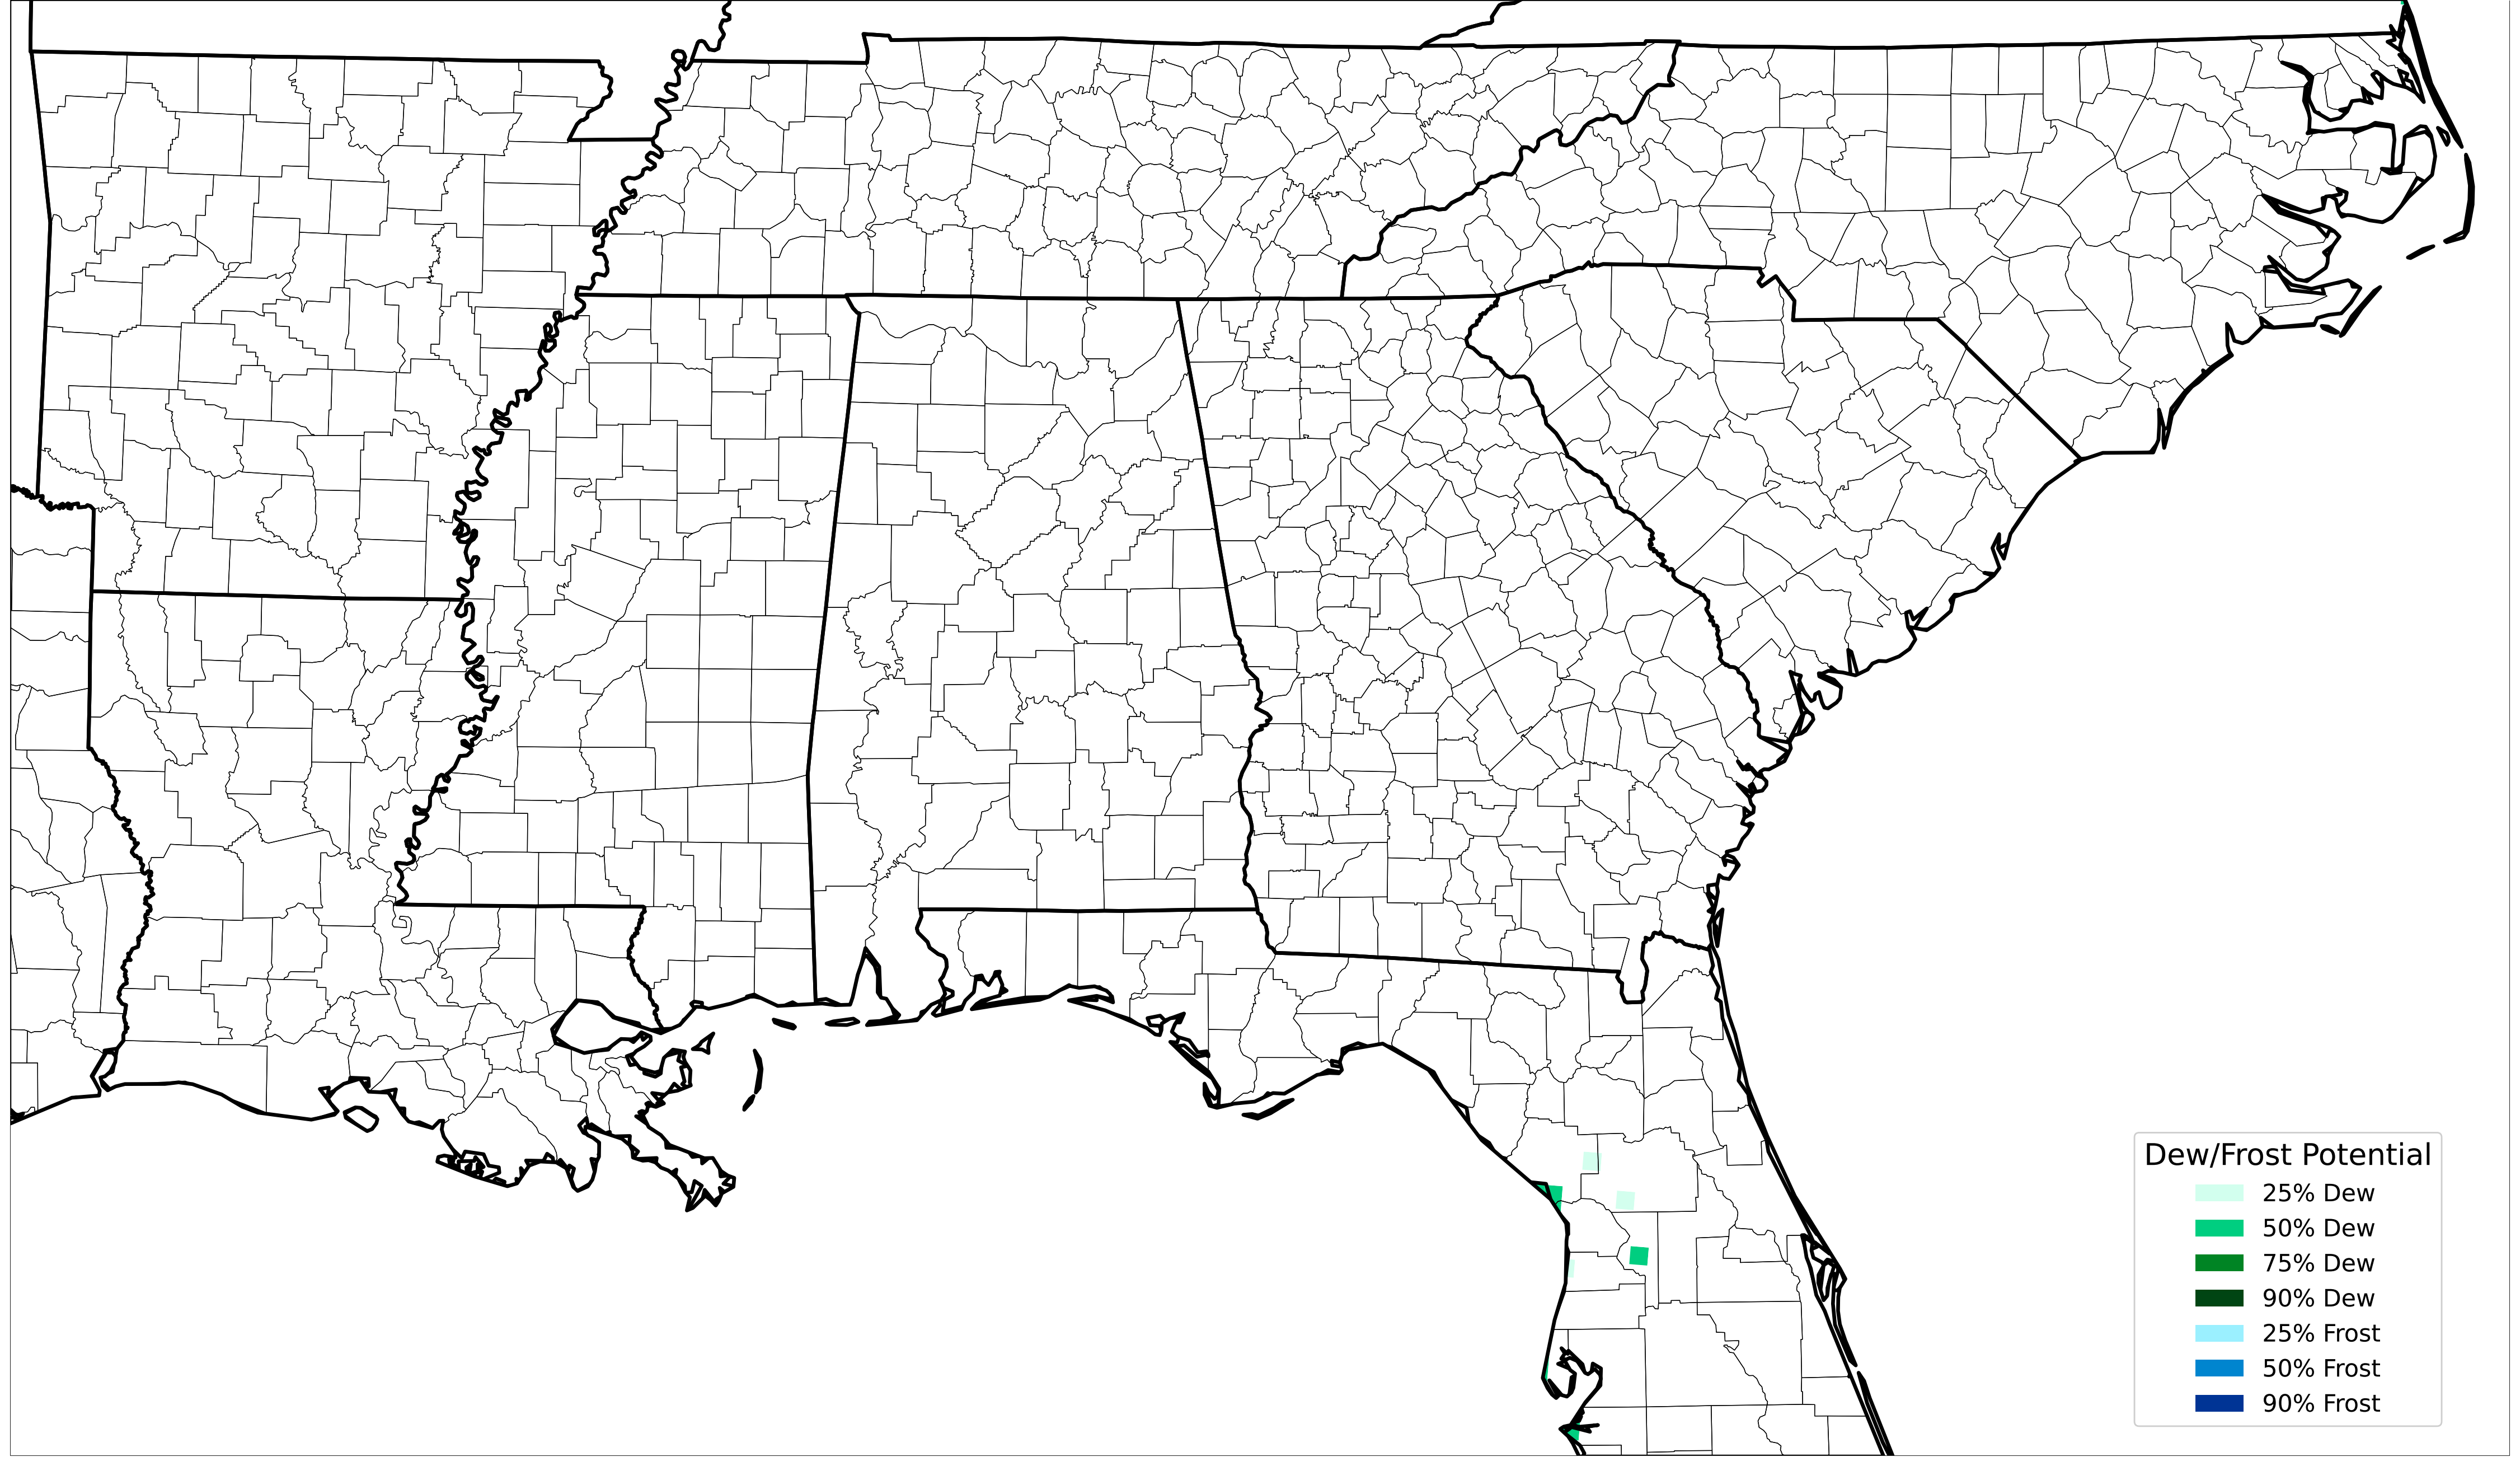 Dew/Frost Potential
25% Dew
50% Dew
75% Dew
90% Dew
25% Frost
50% Frost
90% Frost